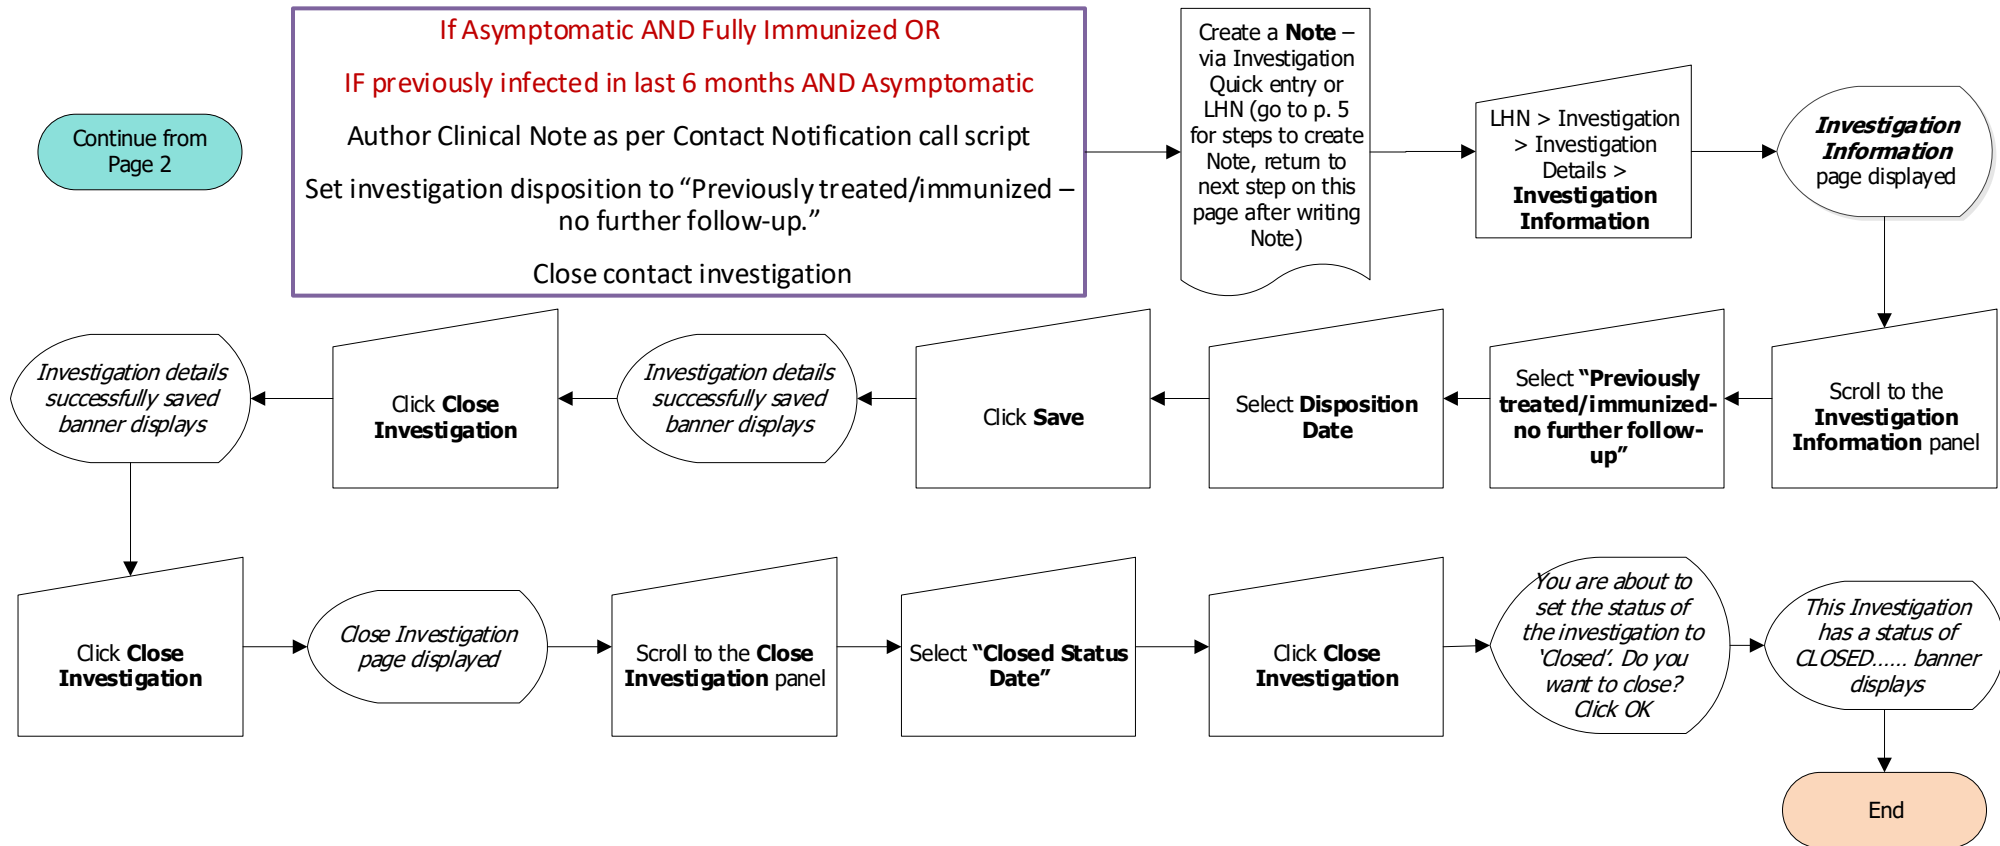 Continue from
Page 2
If Asymptomatic AND Fully Immunized OR
IF previously infected in last 6 months AND Asymptomatic
Author Clinical Note as per Contact Notification call script
Set investigation disposition to “Previously treated/immunized –
no further follow-up.”
Close contact investigation
Create a Note –
via Investigation
Quick entry or
LHN (go to p. 5
for steps to create
Note, return to
next step on this
page after writing
Note)
LHN > Investigation
> Investigation
Details >
Investigation
Information
Investigation
Information
page displayed
Scroll to the
Investigation
Information panel
Select “Previously
treated/immunized-
no further follow-
up”
Select Disposition
Date
Click Save
Investigation details
successfully saved
banner displays
Click Close
Investigation
Investigation details
successfully saved
banner displays
Click Close
Investigation
Close Investigation
page displayed
Scroll to the Close
Investigation panel
Select “Closed Status
Date”
Click Close
Investigation
You are about to
set the status of
the investigation to
‘Closed’. Do you
want to close?
Click OK
This Investigation
has a status of
CLOSED…… banner
displays
End